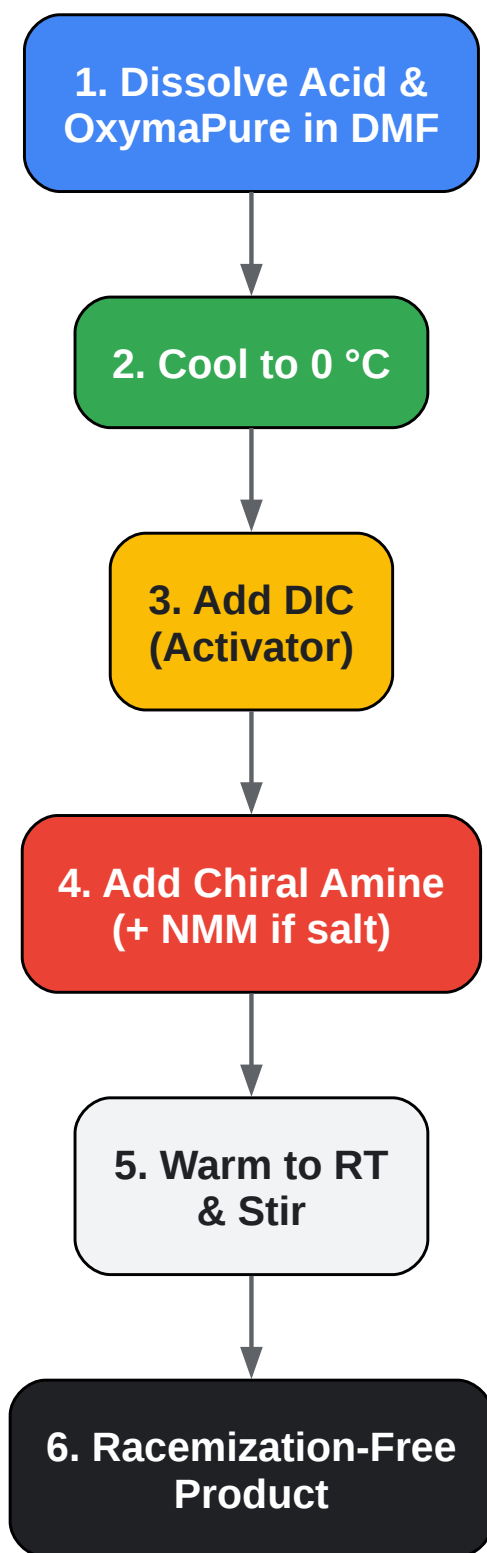 1. Dissolve Acid &
OxymaPure in DMF
2. Cool to 0 °C
3. Add DIC
(Activator)
4. Add Chiral Amine
(+ NMM if salt)
5. Warm to RT
& Stir
6. Racemization-Free
Product